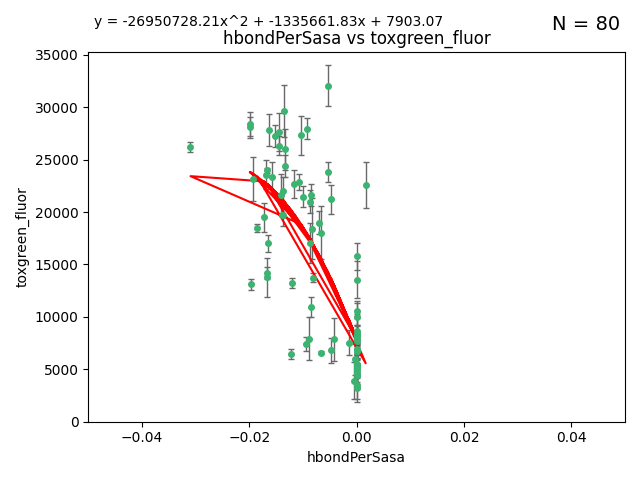 y = -26950728.21x^2 + -1335661.83x + 7903.07
N = 80
hbondPerSasa vs toxgreen_fluor
35000
30000
25000
20000
15000
10000
5000
0
toxgreen_fluor
−0.04
−0.02
0.00
0.02
0.04
hbondPerSasa